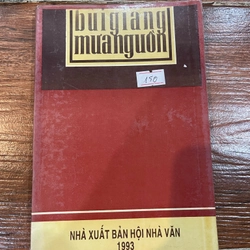 bùi giáng
mưa nguồn
150
NHÀ XUẤT BẢN HỘI NHÀ VĂN
1993